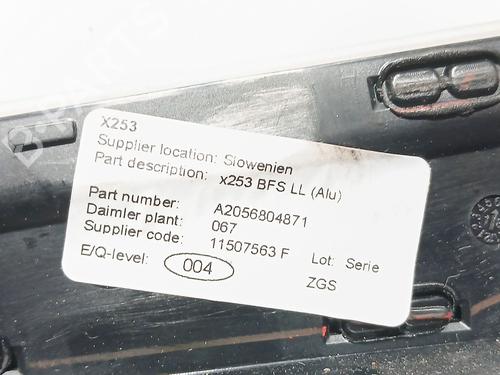 X253
Supplier location: Slowenien
Part description: x253 BFS LL (Alu)
Part number: A2056804871
Daimler plant: 067
Supplier code: 11507563 F
E/Q-level: 004
Lot: Serie
ZGS
B-PARTS